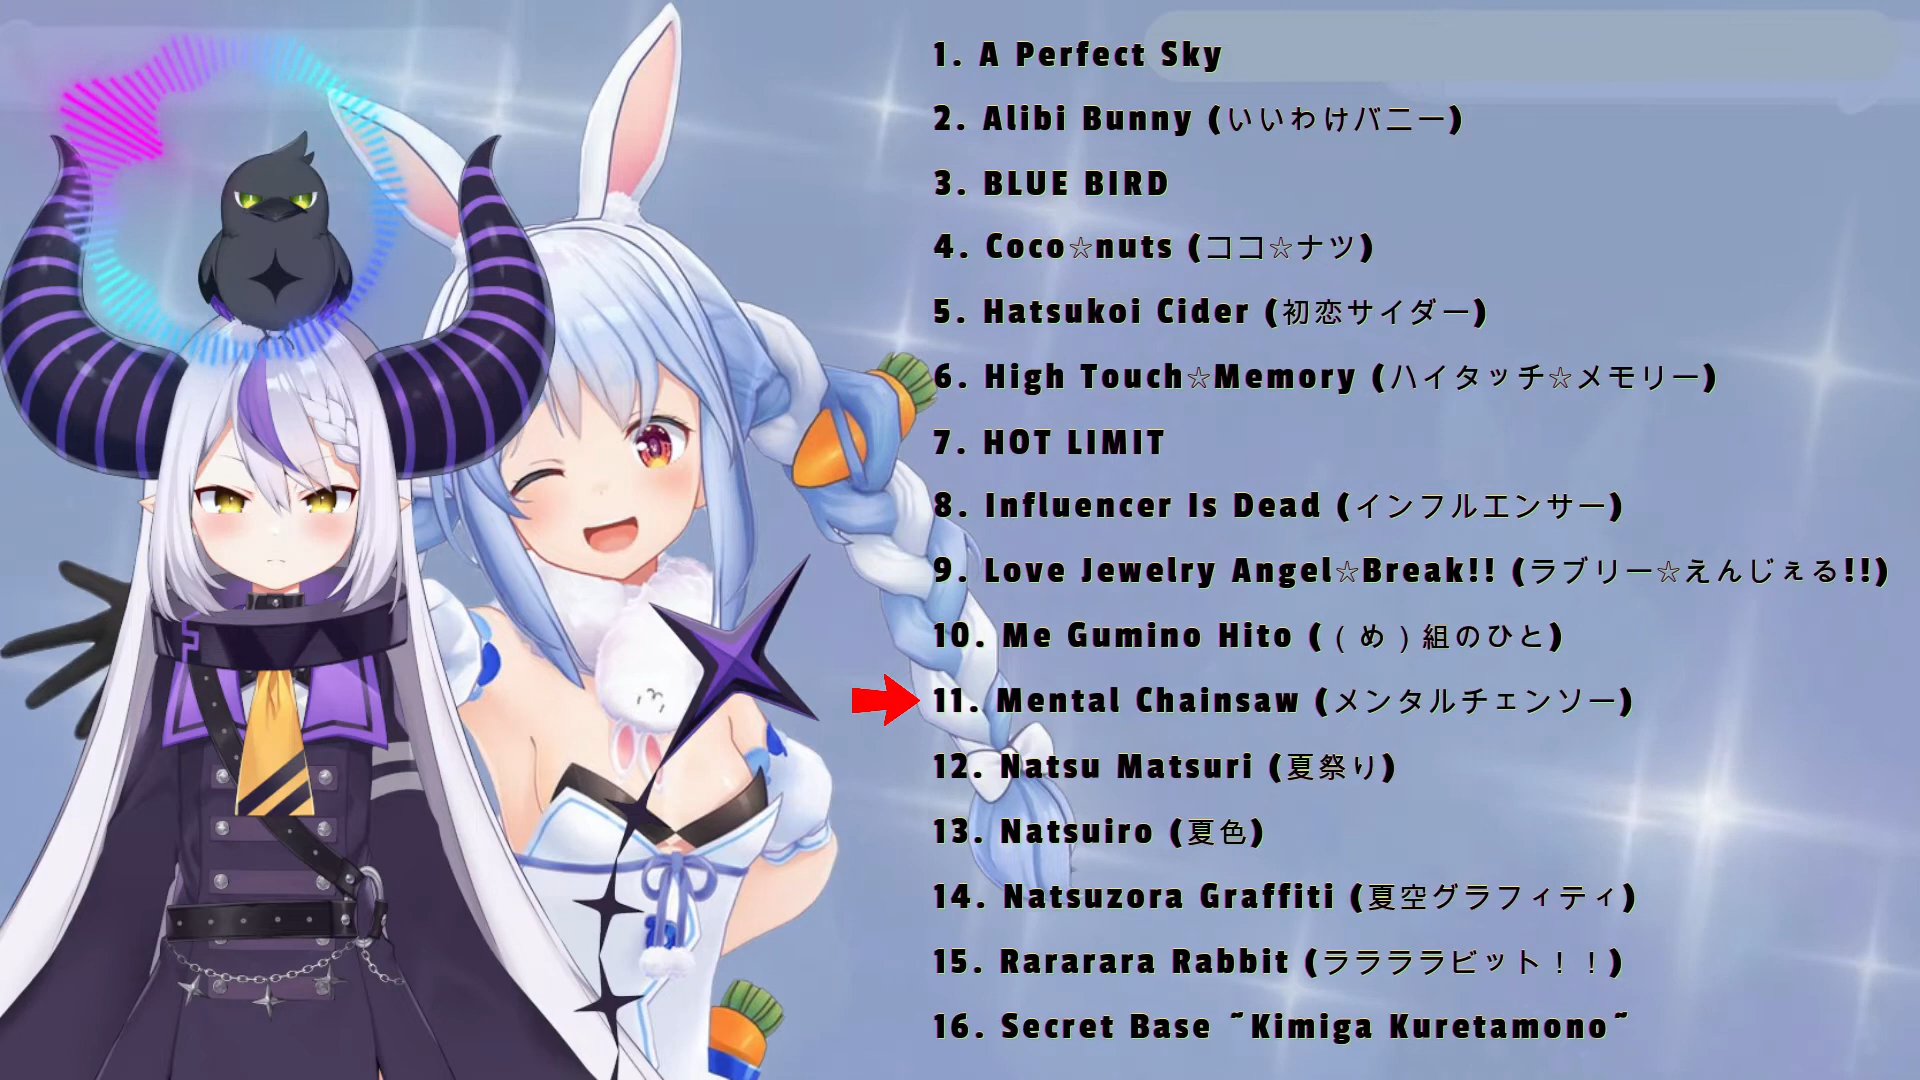 1. A Perfect Sky
2. Alibi Bunny (いいわけバニー)
3. BLUE BIRD
4. Coco☆nuts (ココ☆ナツ)
5. Hatsukoi Cider (初恋サイダー)
6. High Touch☆Memory (ハイタッチ☆メモリー)
7. HOT LIMIT
8. Influencer Is Dead (インフルエンサー)
9. Love Jewelry Angel☆Break!! (ラブリー☆えんじぇる!!)
10. Me Gumino Hito (（め）組のひと)
11. Mental Chainsaw (メンタルチェンソー)
12. Natsu Matsuri (夏祭り)
13. Natsuiro (夏色)
14. Natsuzora Graffiti (夏空グラフィティ)
15. Rararara Rabbit (ララララビット！！)
16. Secret Base ~Kimiga Kuretamono~